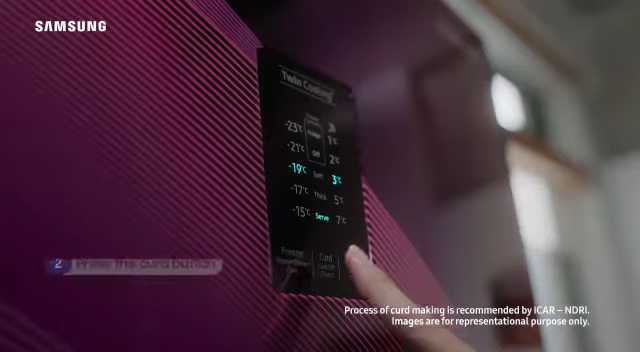 SAMSUNG
Twin Cooling
-23°C
1°C
-21°C Off 2°C
-19°C Soft 3°C
-17°C Thick 5°C
-15°C Serve 7°C
Freezer
Curd
2 Press the curd button
Process of curd making is recommended by ICAR – NDRI.
Images are for representational purpose only.